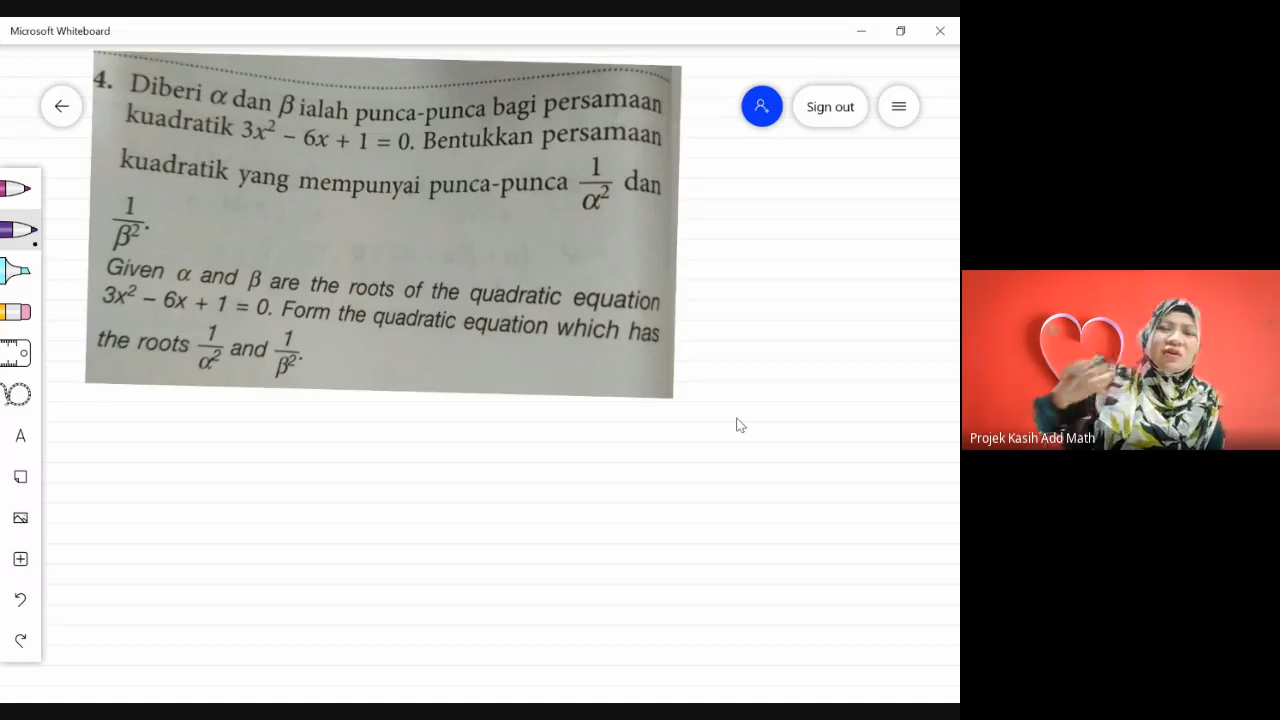 Microsoft Whiteboard
Sign out
4. Diberi α dan β ialah punca-punca bagi persamaan
kuadratik 3x² − 6x + 1 = 0. Bentukkan persamaan
kuadratik yang mempunyai punca-punca 1/α² dan
1/β².
Given α and β are the roots of the quadratic equation
3x² − 6x + 1 = 0. Form the quadratic equation which has
the roots 1/α² and 1/β².
A
Projek Kasih Add Math